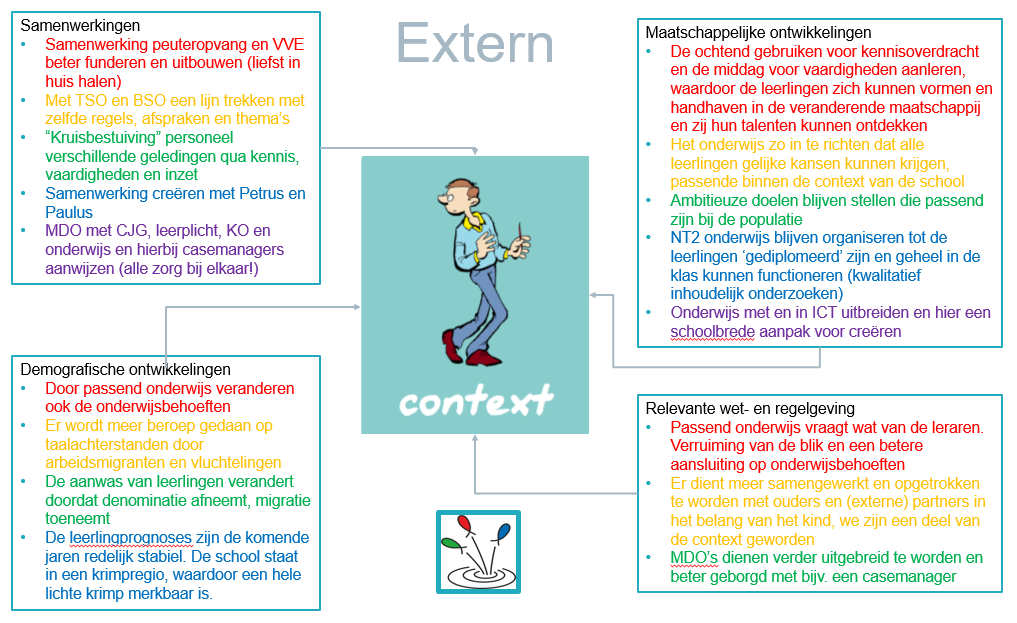 Extern
Samenwerkingen
• Samenwerking peuteropvang en VVE
beter funderen en uitbouwen (liefst in
huis halen)
• Met TSO en BSO een lijn trekken met
zelfde regels, afspraken en thema’s
• “Kruisbestuiving” personeel
verschillende geledingen qua kennis,
vaardigheden en inzet
• Samenwerking creëren met Petrus en
Paulus
• MDO met CJG, leerplicht, KO en
onderwijs en hierbij casemanagers
aanwijzen (alle zorg bij elkaar!)
Maatschappelijke ontwikkelingen
• De ochtend gebruiken voor kennisoverdracht
en de middag voor vaardigheden aanleren,
waardoor de leerlingen zich kunnen vormen en
handhaven in de veranderende maatschappij
en zij hun talenten kunnen ontdekken
• Het onderwijs zo in te richten dat alle
leerlingen gelijke kansen kunnen krijgen,
passende binnen de context van de school
• Ambitieuze doelen blijven stellen die passend
zijn bij de populatie
• NT2 onderwijs blijven organiseren tot de
leerlingen ‘gediplomeerd’ zijn en geheel in de
klas kunnen functioneren (kwalitatief
inhoudelijk onderzoeken)
• Onderwijs met en in ICT uitbreiden en hier een
schoolbrede aanpak voor creëren
context
Demografische ontwikkelingen
• Door passend onderwijs veranderen
ook de onderwijsbehoeften
• Er wordt meer beroep gedaan op
taalachterstanden door
arbeidsmigranten en vluchtelingen
• De aanwas van leerlingen verandert
doordat denominatie afneemt, migratie
toeneemt
• De leerlingprognoses zijn de komende
jaren redelijk stabiel. De school staat
in een krimpregio, waardoor een hele
lichte krimp merkbaar is.
Relevante wet- en regelgeving
• Passend onderwijs vraagt wat van de leraren.
Verruiming van de blik en een betere
aansluiting op onderwijsbehoeften
• Er dient meer samengewerkt en opgetrokken
te worden met ouders en (externe) partners in
het belang van het kind, we zijn een deel van
de context geworden
• MDO’s dienen verder uitgebreid te worden en
beter geborgd met bijv. een casemanager